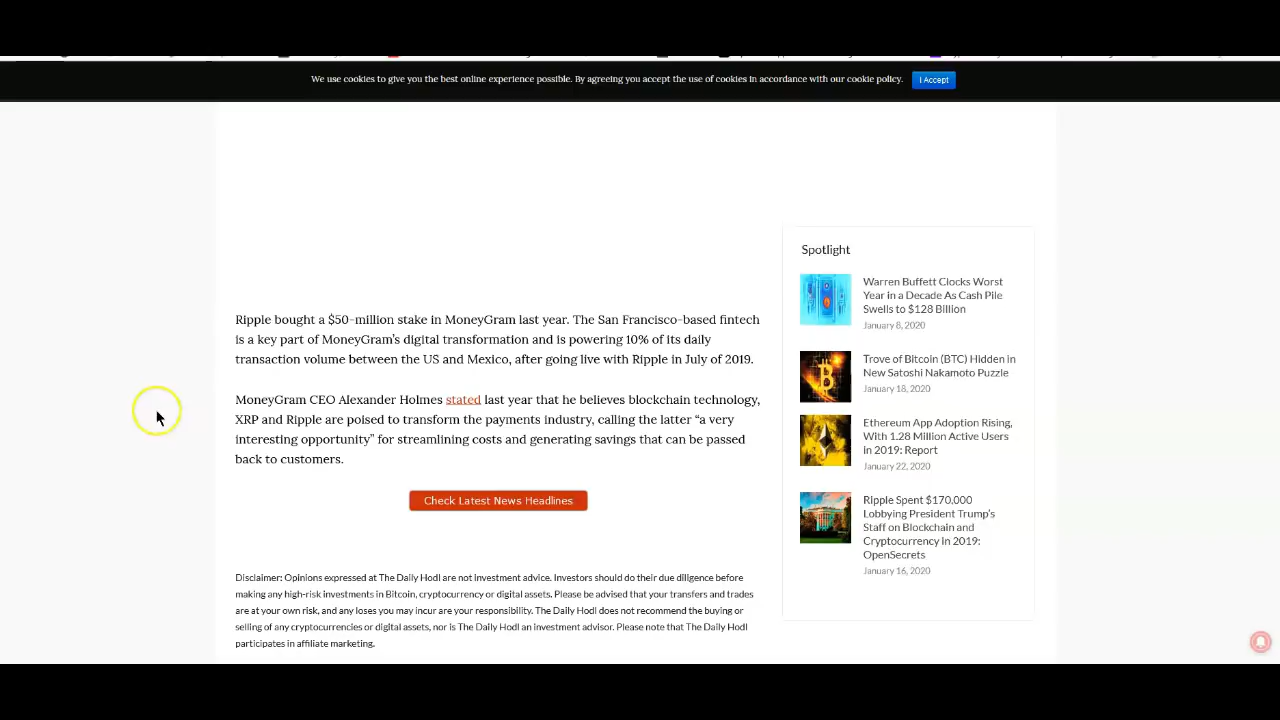 We use cookies to give you the best online experience possible. By agreeing you accept the use of cookies in accordance with our cookie policy.
I Accept
Ripple bought a $50-million stake in MoneyGram last year. The San Francisco-based fintech
is a key part of MoneyGram's digital transformation and is powering 10% of its daily
transaction volume between the US and Mexico, after going live with Ripple in July of 2019.
MoneyGram CEO Alexander Holmes stated last year that he believes blockchain technology,
XRP and Ripple are poised to transform the payments industry, calling the latter “a very
interesting opportunity” for streamlining costs and generating savings that can be passed
back to customers.
Check Latest News Headlines
Disclaimer: Opinions expressed at The Daily Hodl are not investment advice. Investors should do their due diligence before
making any high-risk investments in Bitcoin, cryptocurrency or digital assets. Please be advised that your transfers and trades
are at your own risk, and any loses you may incur are your responsibility. The Daily Hodl does not recommend the buying or
selling of any cryptocurrencies or digital assets, nor is The Daily Hodl an investment advisor. Please note that The Daily Hodl
participates in affiliate marketing.
Spotlight
Warren Buffett Clocks Worst
Year in a Decade As Cash Pile
Swells to $128 Billion
January 8, 2020
Trove of Bitcoin (BTC) Hidden in
New Satoshi Nakamoto Puzzle
January 18, 2020
Ethereum App Adoption Rising,
With 1.28 Million Active Users
in 2019: Report
January 22, 2020
Ripple Spent $170,000
Lobbying President Trump's
Staff on Blockchain and
Cryptocurrency in 2019:
OpenSecrets
January 16, 2020